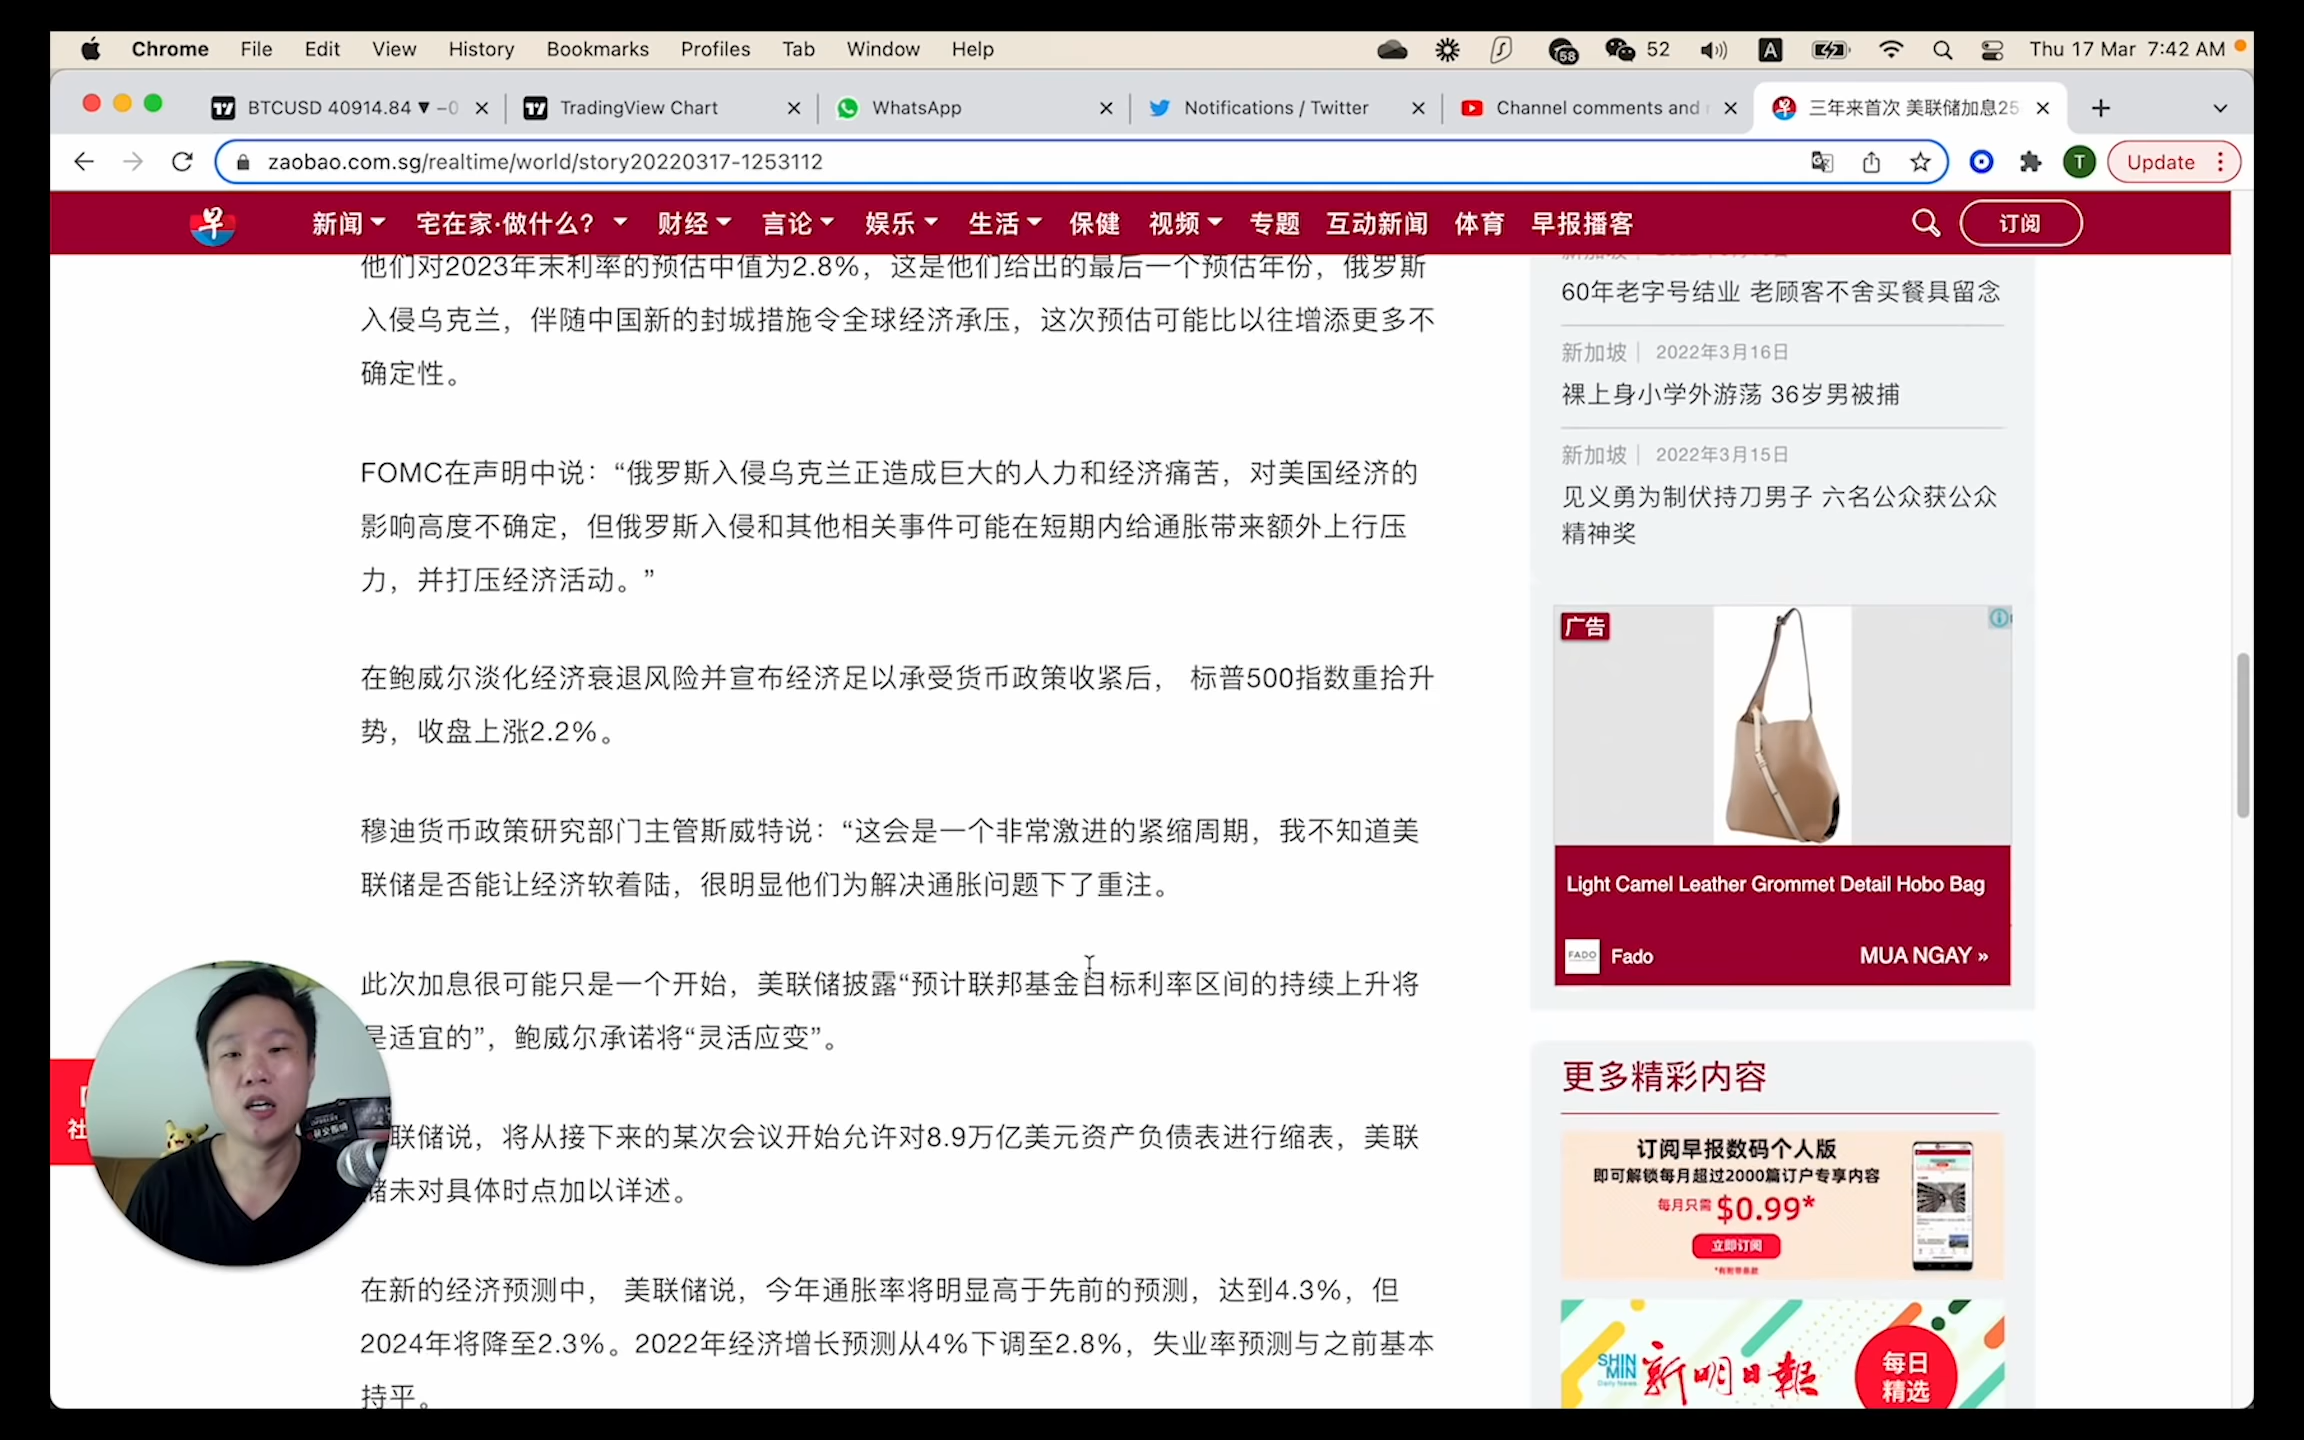 Chrome File Edit View History Bookmarks Profiles Tab Window Help 58 52 A Thu 17 Mar 7:42 AM
BTCUSD 40914.84 ▼ −0 TradingView Chart WhatsApp Notifications / Twitter Channel comments and 三年来首次 美联储加息25
zaobao.com.sg/realtime/world/story20220317-1253112 T Update
早 新闻 宅在家·做什么？ 财经 言论 娱乐 生活 保健 视频 专题 互动新闻 体育 早报播客 订阅
他们对2023年末利率的预估中值为2.8%，这是他们给出的最后一个预估年份，俄罗斯
入侵乌克兰，伴随中国新的封城措施令全球经济承压，这次预估可能比以往增添更多不
确定性。
FOMC在声明中说：“俄罗斯入侵乌克兰正造成巨大的人力和经济痛苦，对美国经济的
影响高度不确定，但俄罗斯入侵和其他相关事件可能在短期内给通胀带来额外上行压
力，并打压经济活动。”
在鲍威尔淡化经济衰退风险并宣布经济足以承受货币政策收紧后， 标普500指数重拾升
势，收盘上涨2.2%。
穆迪货币政策研究部门主管斯威特说：“这会是一个非常激进的紧缩周期，我不知道美
联储是否能让经济软着陆，很明显他们为解决通胀问题下了重注。
此次加息很可能只是一个开始，美联储披露“预计联邦基金目标利率区间的持续上升将
是适宜的”，鲍威尔承诺将“灵活应变”。
联储说，将从接下来的某次会议开始允许对8.9万亿美元资产负债表进行缩表，美联
储未对具体时点加以详述。
在新的经济预测中， 美联储说，今年通胀率将明显高于先前的预测，达到4.3%，但
2024年将降至2.3%。2022年经济增长预测从4%下调至2.8%，失业率预测与之前基本
持平。
社
60年老字号结业 老顾客不舍买餐具留念
新加坡 2022年3月16日
裸上身小学外游荡 36岁男被捕
新加坡 2022年3月15日
见义勇为制伏持刀男子 六名公众获公众
精神奖
广告
Light Camel Leather Grommet Detail Hobo Bag
FADO Fado MUA NGAY »
更多精彩内容
订阅早报数码个人版
即可解锁每月超过2000篇订户专享内容
每月只需 $0.99*
立即订阅
*有附带条款
SHIN MIN Daily News 新明日報
每日
精选